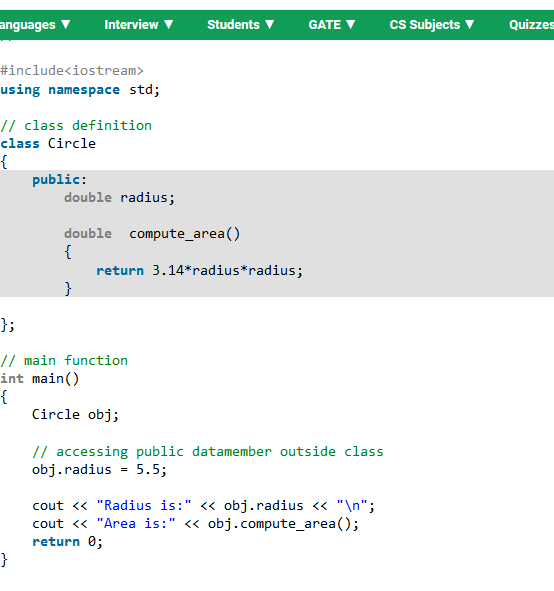 anguages ▼ Interview ▼ Students ▼ GATE ▼ CS Subjects ▼ Quizzes
#include<iostream>
using namespace std;
// class definition
class Circle
{
    public:
        double radius;
        double  compute_area()
        {
            return 3.14*radius*radius;
        }
};
// main function
int main()
{
    Circle obj;
    // accessing public datamember outside class
    obj.radius = 5.5;
    cout << "Radius is:" << obj.radius << "\n";
    cout << "Area is:" << obj.compute_area();
    return 0;
}